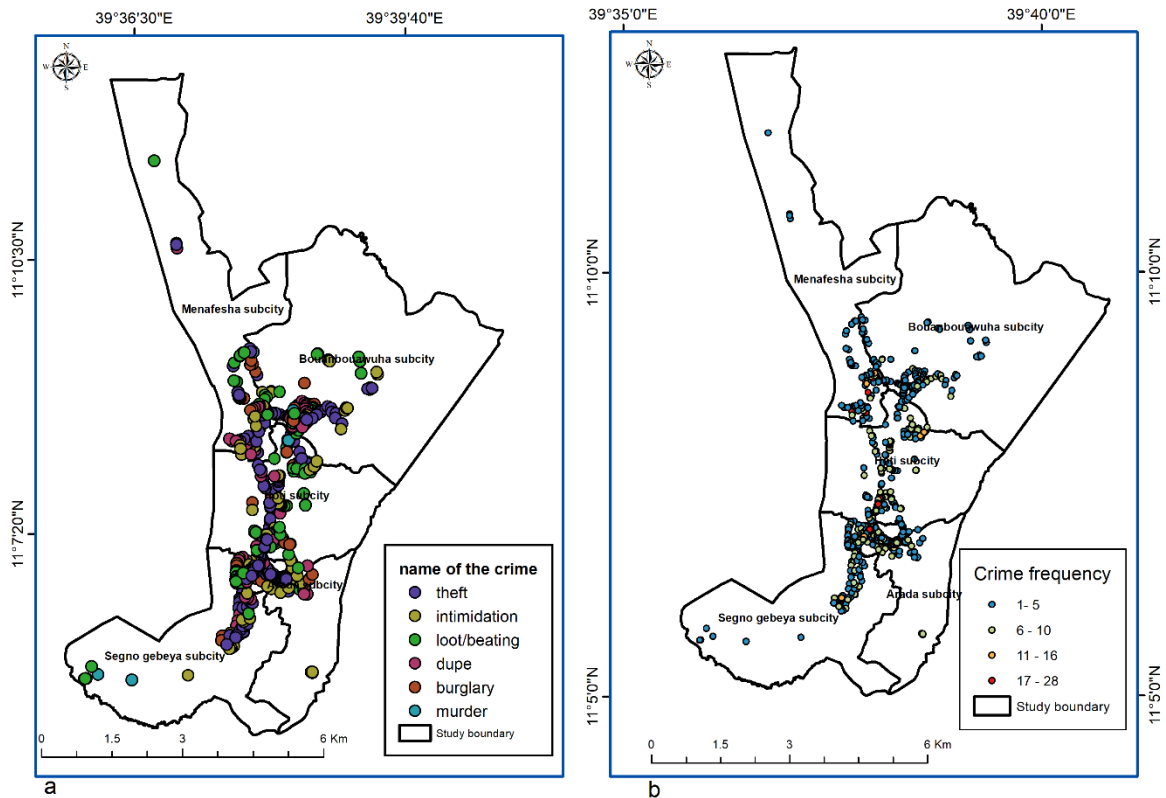 39°36'30"E 39°39'40"E
N
W E
S
11°10'30"N
11°7'20"N
Menafesha subcity
Bouanbouawuha subcity
Hoti subcity
Arada subcity
Segno gebeya subcity
name of the crime
theft
intimidation
loot/beating
dupe
burglary
murder
Study boundary
0 1.5 3 6 Km
a
39°35'0"E 39°40'0"E
N
W E
S
11°10'0"N 11°10'0"N
11°5'0"N 11°5'0"N
Menafesha subcity
Bouanbouawuha subcity
Hoti subcity
Arada subcity
Segno gebeya subcity
Crime frequency
1- 5
6 - 10
11 - 16
17 - 28
Study boundary
0 1.5 3 6 Km
b